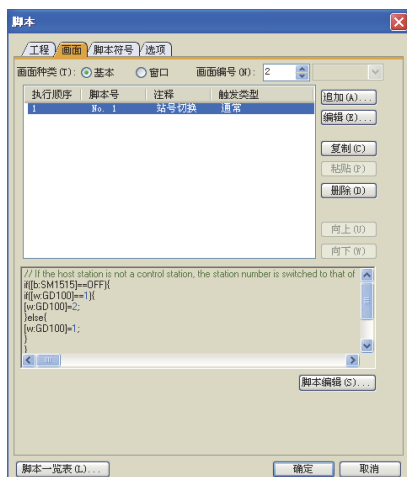 脚本
工程 画面 脚本符号 选项
画面种类(T): 基本 窗口 画面编号(N): 2
执行顺序 脚本号 注释 触发类型
1 No. 1 站号切换 通常
追加(A)...
编辑(E)...
复制(C)
粘贴(P)
删除(D)
向上(U)
向下(W)
// If the host station is not a control station, the station number is switched to that of
if([b:SM1515]==OFF){
if([w:GD100]==1){
[w:GD100]=2;
}else{
[w:GD100]=1;
}
}
脚本编辑(S)...
脚本一览表(L)... 确定 取消